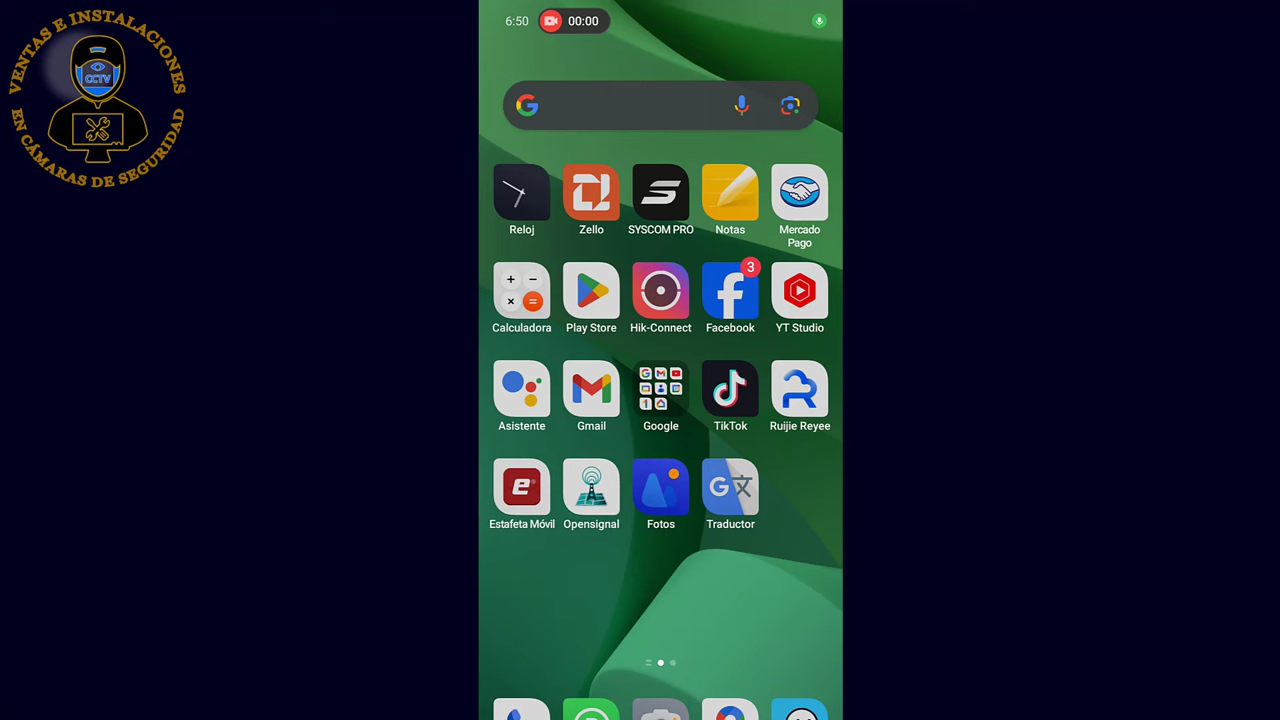 VENTAS E INSTALACIONES
EN CÁMARAS DE SEGURIDAD
CCTV
6:50
00:00
Reloj
Zello
SYSCOM PRO
Notas
Mercado
Pago
3
Calculadora
Play Store
Hik-Connect
Facebook
YT Studio
Asistente
Gmail
Google
TikTok
Ruijie Reyee
Estafeta Móvil
Opensignal
Fotos
Traductor